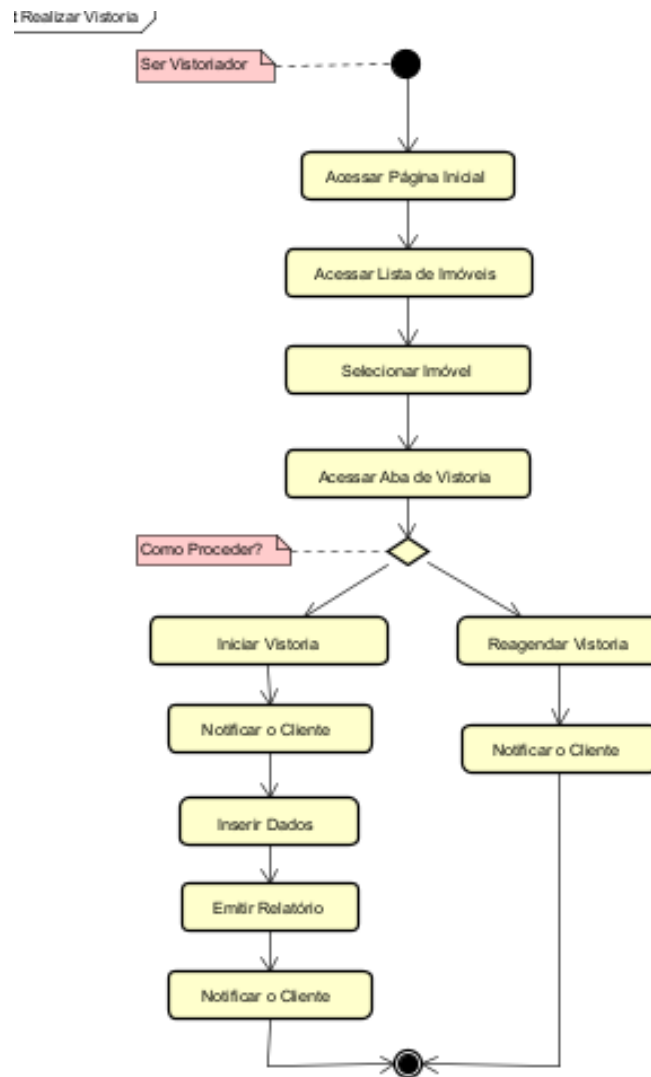 Realizar Vistoria
Ser Vistoriador
Acessar Página Inicial
Acessar Lista de Imóveis
Selecionar Imóvel
Acessar Aba de Vistoria
Como Proceder?
Iniciar Vistoria
Reagendar Vistoria
Notificar o Cliente
Notificar o Cliente
Inserir Dados
Emitir Relatório
Notificar o Cliente